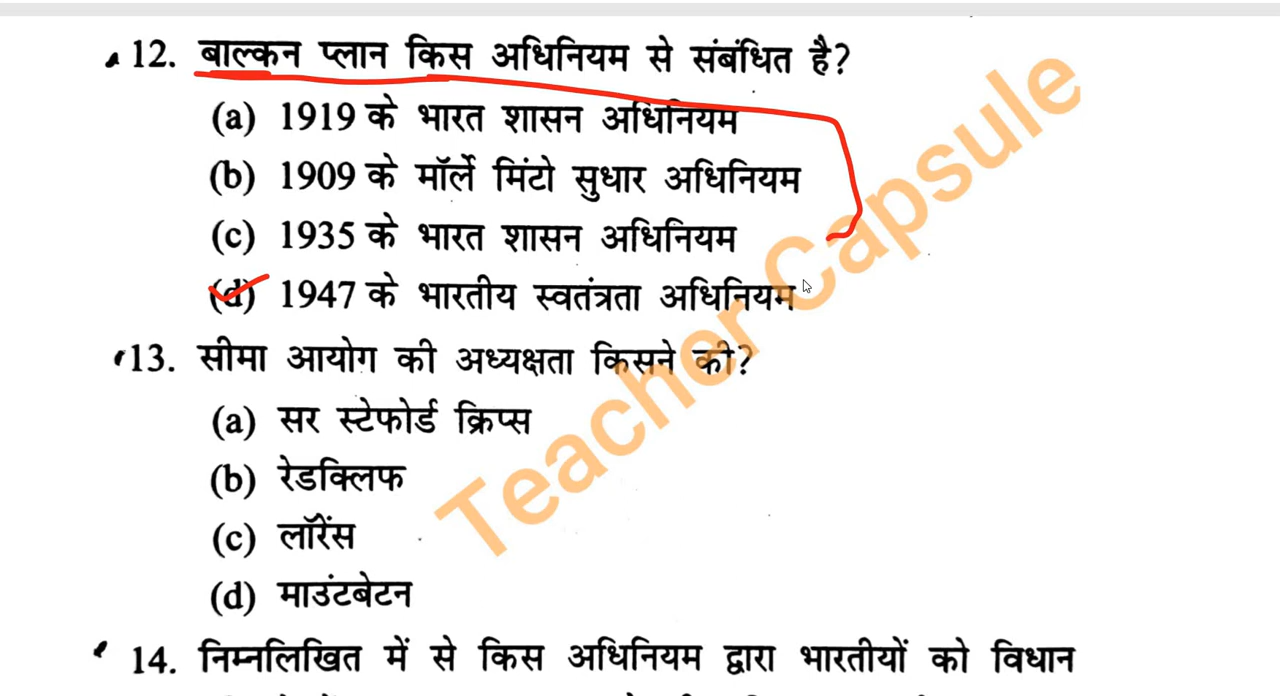 12. बाल्कन प्लान किस अधिनियम से संबंधित है?
(a) 1919 के भारत शासन अधिनियम
(b) 1909 के मॉर्ले मिंटो सुधार अधिनियम
(c) 1935 के भारत शासन अधिनियम
(d) 1947 के भारतीय स्वतंत्रता अधिनियम
13. सीमा आयोग की अध्यक्षता किसने की?
(a) सर स्टेफोर्ड क्रिप्स
(b) रेडक्लिफ
(c) लॉरेंस
(d) माउंटबेटन
14. निम्नलिखित में से किस अधिनियम द्वारा भारतीयों को विधान
Teacher Capsule